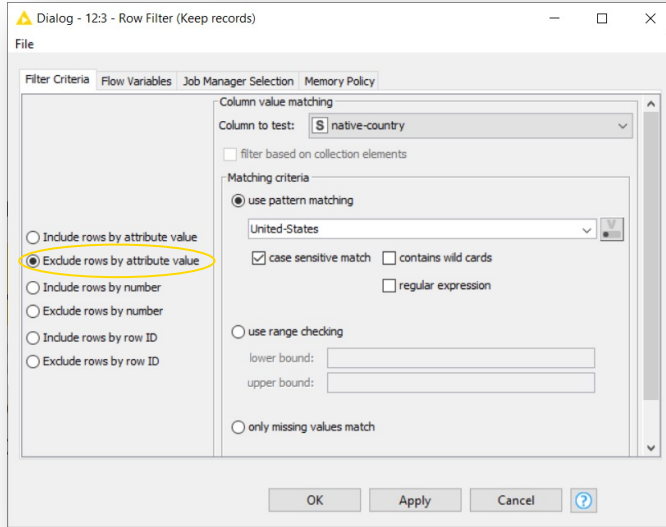 Dialog - 12:3 - Row Filter (Keep records)
File
Filter Criteria Flow Variables Job Manager Selection Memory Policy
Include rows by attribute value
Exclude rows by attribute value
Include rows by number
Exclude rows by number
Include rows by row ID
Exclude rows by row ID
Column value matching
Column to test: S native-country
filter based on collection elements
Matching criteria
use pattern matching
United-States
V
case sensitive match contains wild cards
regular expression
use range checking
lower bound:
upper bound:
only missing values match
OK Apply Cancel ?